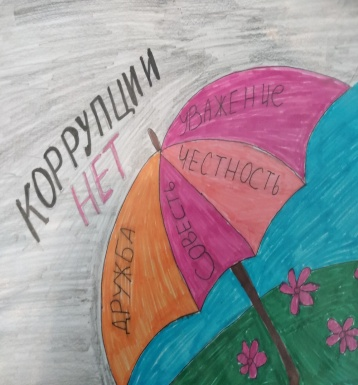 КОРРУПЦИИ
НЕТ
УВАЖЕНИЕ
ЧЕСТНОСТЬ
СОВЕСТЬ
ДРУЖБА